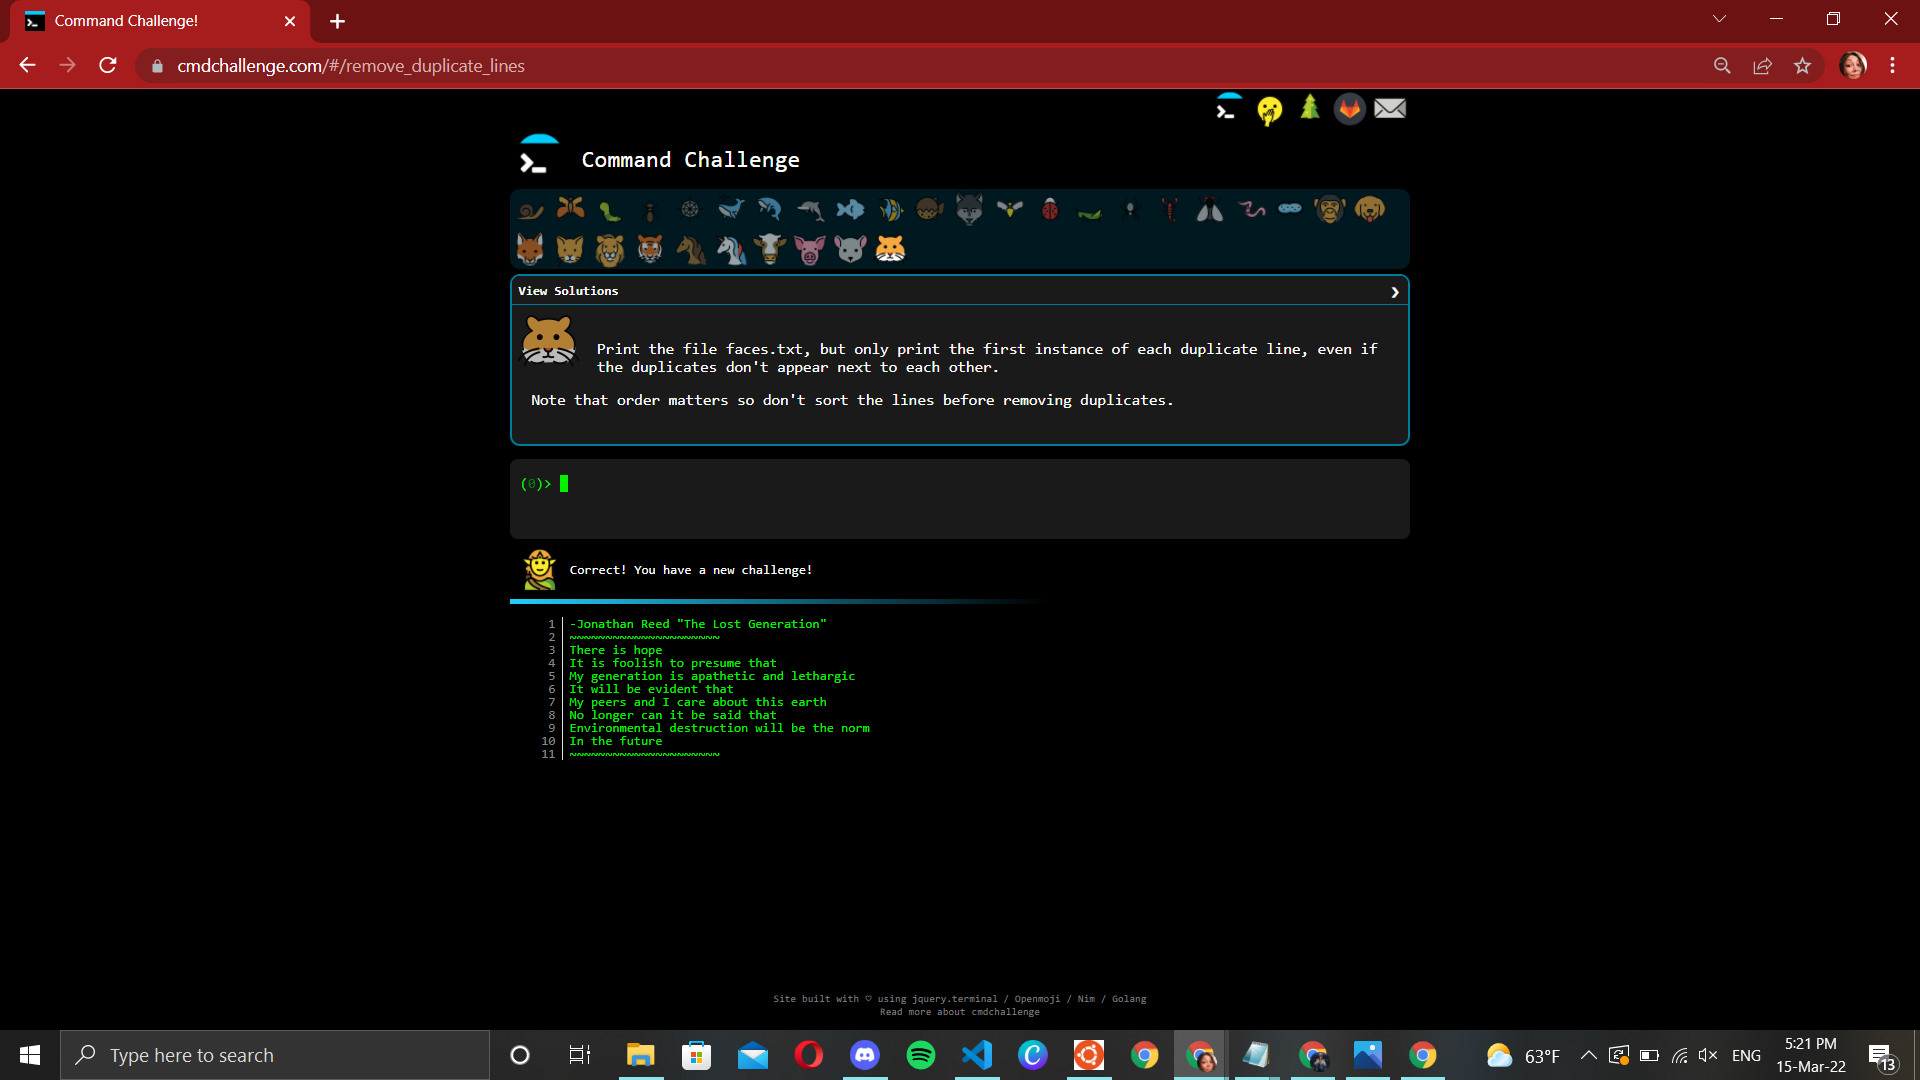 Command Challenge!
cmdchallenge.com/#/remove_duplicate_lines
Command Challenge
View Solutions
Print the file faces.txt, but only print the first instance of each duplicate line, even if
the duplicates don't appear next to each other.
Note that order matters so don't sort the lines before removing duplicates.
(0)>
Correct! You have a new challenge!
1 -Jonathan Reed "The Lost Generation"
2 ~~~~~~~~~~~~~~~~~~~~~
3 There is hope
4 It is foolish to presume that
5 My generation is apathetic and lethargic
6 It will be evident that
7 My peers and I care about this earth
8 No longer can it be said that
9 Environmental destruction will be the norm
10 In the future
11 ~~~~~~~~~~~~~~~~~~~~~
Site built with ♡ using jquery.terminal / Openmoji / Nim / Golang
Read more about cmdchallenge
Type here to search
63°F
ENG
5:21 PM
15-Mar-22
13